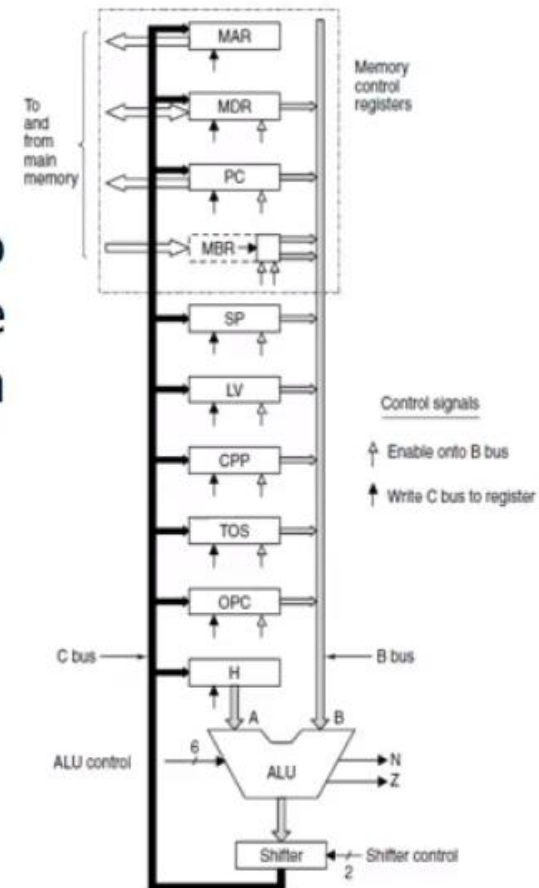 MAR
Memory
control
registers
To
and
from
main
memory
MDR
PC
MBR
SP
LV
Control signals
Enable onto B bus
CPP
Write C bus to register
TOS
OPC
C bus
B bus
H
A
B
6
ALU control
ALU
N
Z
Shifter
Shifter control
2